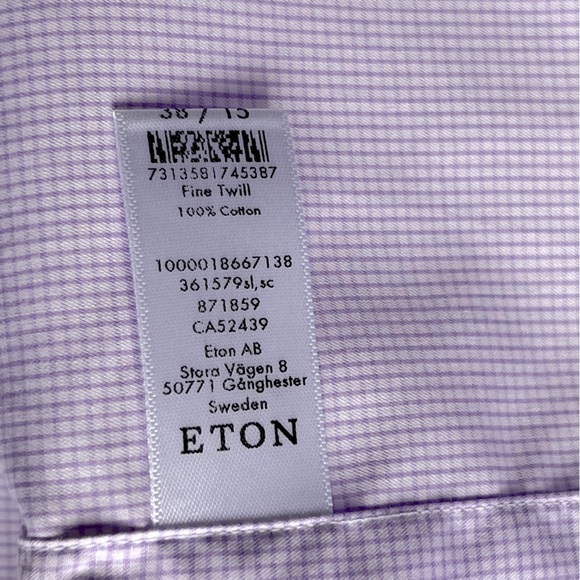 38 / 15
7313581745387
Fine Twill
100% Cotton
1000018667138
361579sl,sc
871859
CA52439
Eton AB
Stora Vägen 8
50771 Gånghester
Sweden
ETON